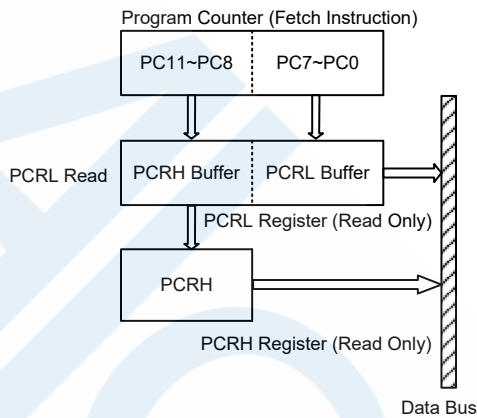 Program Counter (Fetch Instruction)
PC11~PC8 PC7~PC0
PCRL Read PCRH Buffer PCRL Buffer
PCRL Register (Read Only)
PCRH
PCRH Register (Read Only)
Data Bus